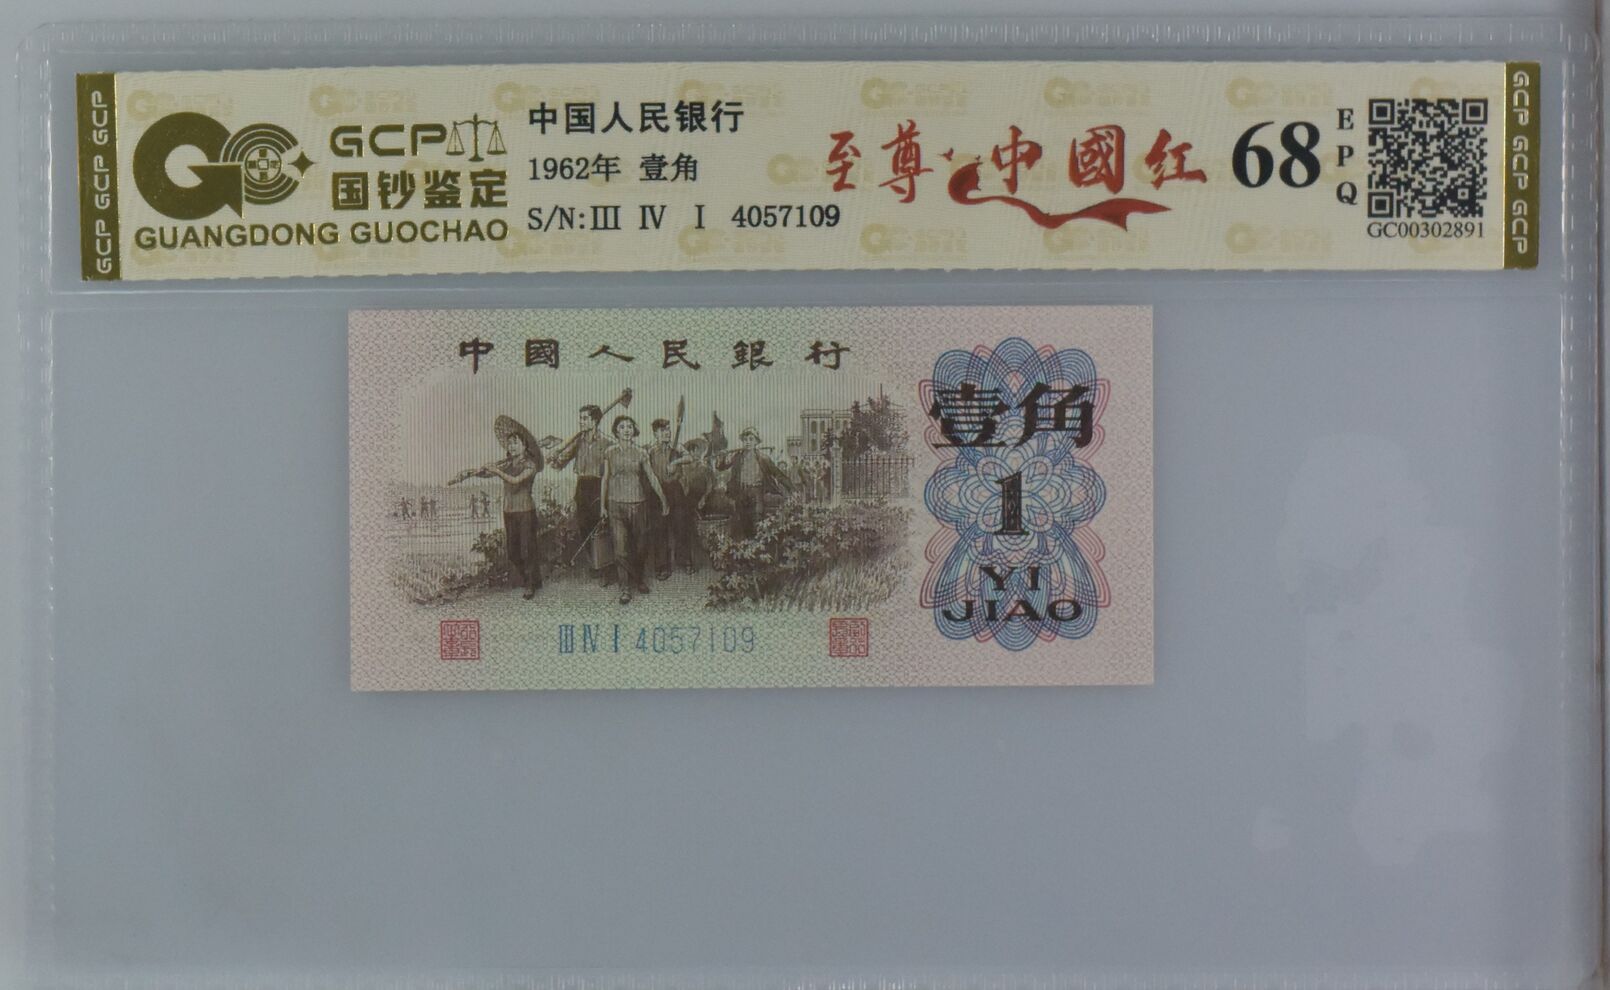 GCP GCP GCP
GCP
国钞鉴定
GUANGDONG GUOCHAO
中国人民银行
1962年 壹角
S/N:III IV I 4057109
至尊 中國红
68
EPQ
GC00302891
GCP GCP GCP
中國人民銀行
壹角
1
YI
JIAO
III IV I 4057109